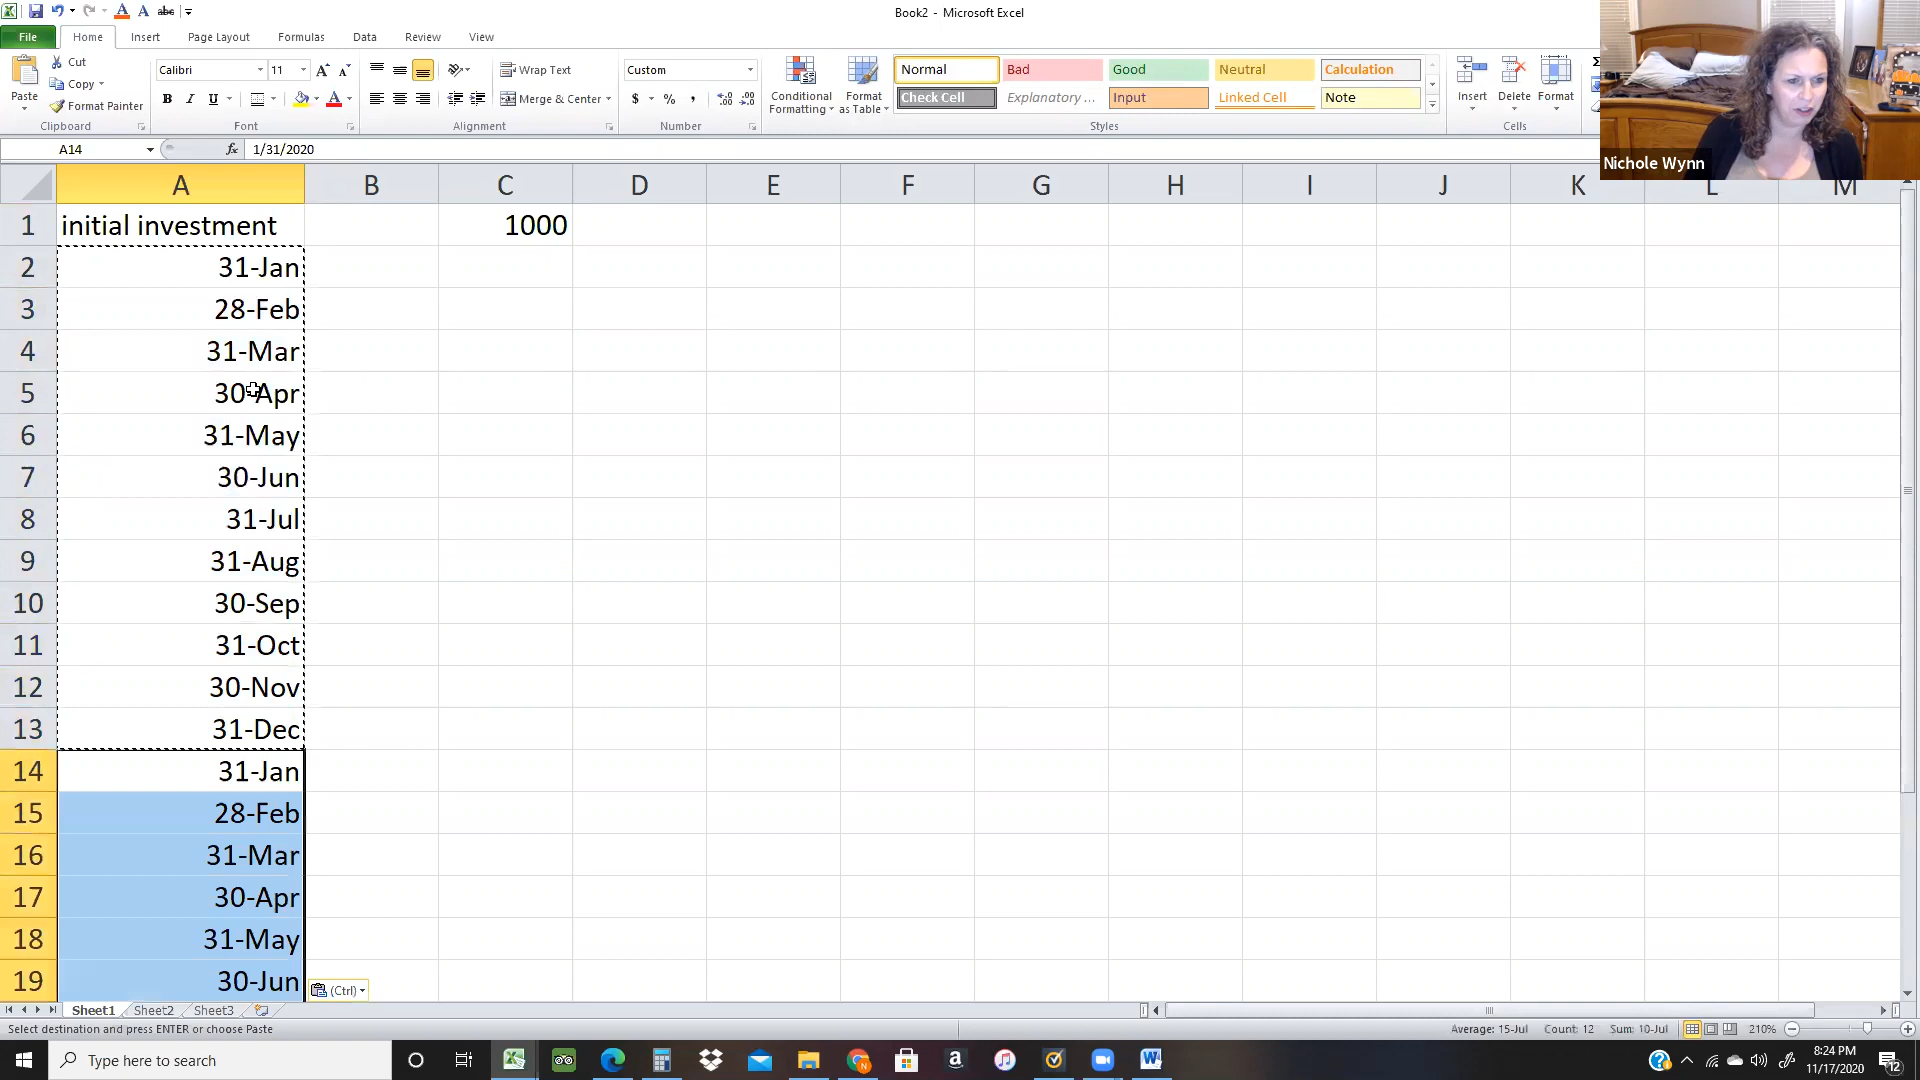 Book2 - Microsoft Excel
File Home Insert Page Layout Formulas Data Review View
Cut
Copy
Format Painter
Paste
Clipboard
Calibri 11
B I U
Font
Wrap Text
Merge & Center
Alignment
Custom
$ % ,
Number
Conditional Formatting
Format as Table
Normal Bad Good Neutral Calculation
Check Cell Explanatory ... Input Linked Cell Note
Styles
Insert Delete Format
Cells
Nichole Wynn
A14 fx 1/31/2020
A B C D E F G H I J K L M
1 initial investment 1000
2 31-Jan
3 28-Feb
4 31-Mar
5 30-Apr
6 31-May
7 30-Jun
8 31-Jul
9 31-Aug
10 30-Sep
11 31-Oct
12 30-Nov
13 31-Dec
14 31-Jan
15 28-Feb
16 31-Mar
17 30-Apr
18 31-May
19 30-Jun
(Ctrl)
Sheet1 Sheet2 Sheet3
Select destination and press ENTER or choose Paste Average: 15-Jul Count: 12 Sum: 10-Jul 210%
Type here to search
8:24 PM
11/17/2020
12